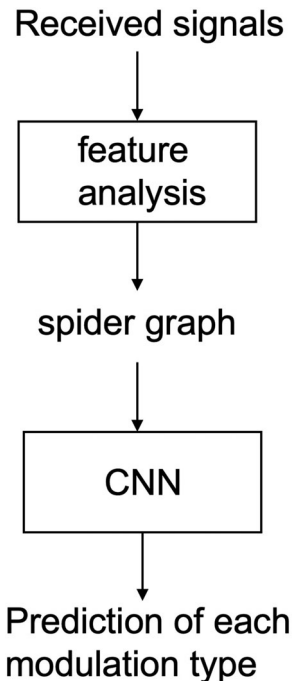 Received signals
feature
analysis
spider graph
CNN
Prediction of each
modulation type